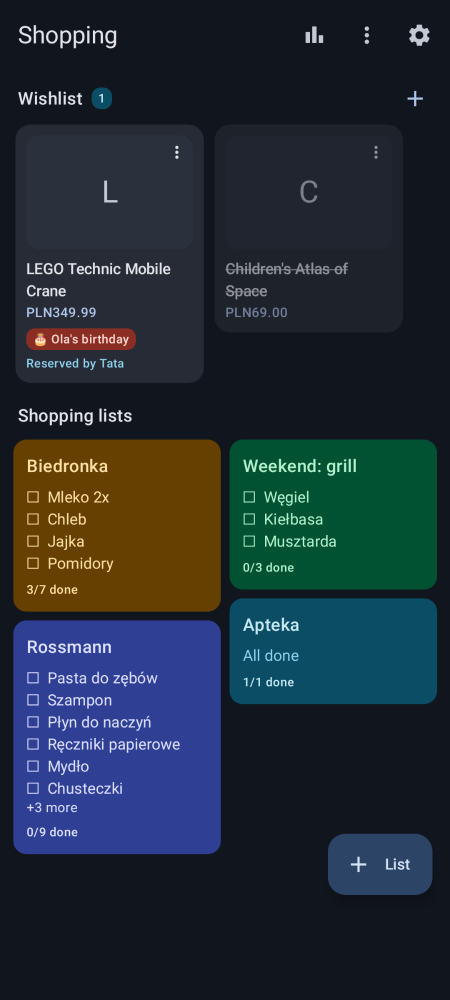 Shopping
Wishlist 1
L
LEGO Technic Mobile
Crane
PLN349.99
🎂 Ola's birthday
Reserved by Tata
C
Children's Atlas of
Space
PLN69.00
Shopping lists
Biedronka
☐ Mleko 2x
☐ Chleb
☐ Jajka
☐ Pomidory
3/7 done
Weekend: grill
☐ Węgiel
☐ Kiełbasa
☐ Musztarda
0/3 done
Rossmann
☐ Pasta do zębów
☐ Szampon
☐ Płyn do naczyń
☐ Ręczniki papierowe
☐ Mydło
☐ Chusteczki
+3 more
0/9 done
Apteka
All done
1/1 done
+ List